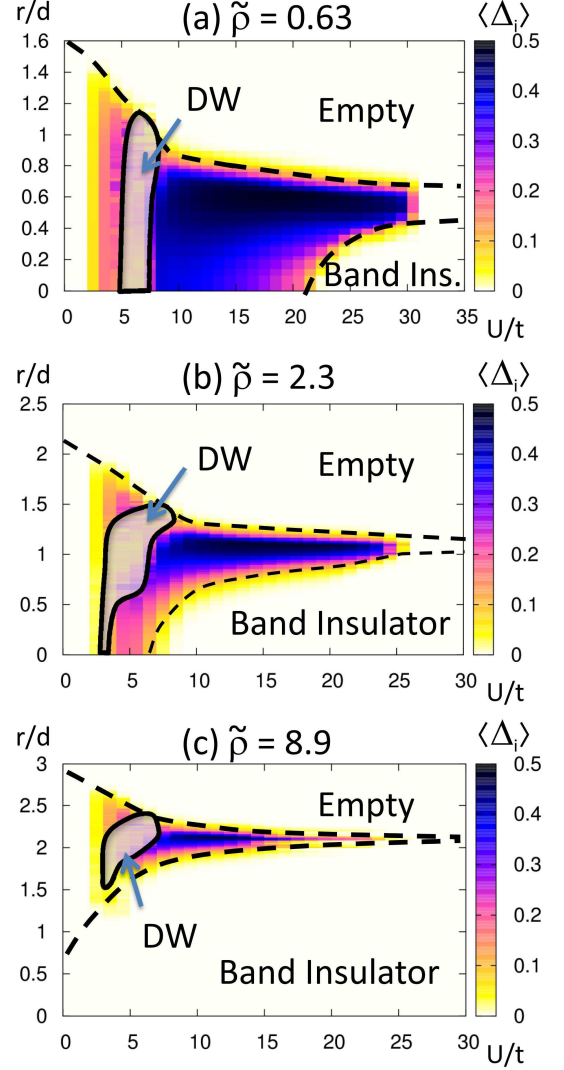 r/d (a) ρ̃ = 0.63 ⟨Δᵢ⟩
1.6
1.4
1.2
1
0.8
0.6
0.4
0.2
0
DW
Empty
Band Ins.
0.5
0.4
0.3
0.2
0.1
0
0 5 10 15 20 25 30 35
U/t
r/d (b) ρ̃ = 2.3 ⟨Δᵢ⟩
2.5
2
1.5
1
0.5
0
DW
Empty
Band Insulator
0.5
0.4
0.3
0.2
0.1
0
0 5 10 15 20 25 30
U/t
r/d (c) ρ̃ = 8.9 ⟨Δᵢ⟩
3
2.5
2
1.5
1
0.5
0
Empty
DW
Band Insulator
0.5
0.4
0.3
0.2
0.1
0
0 5 10 15 20 25 30 U/t